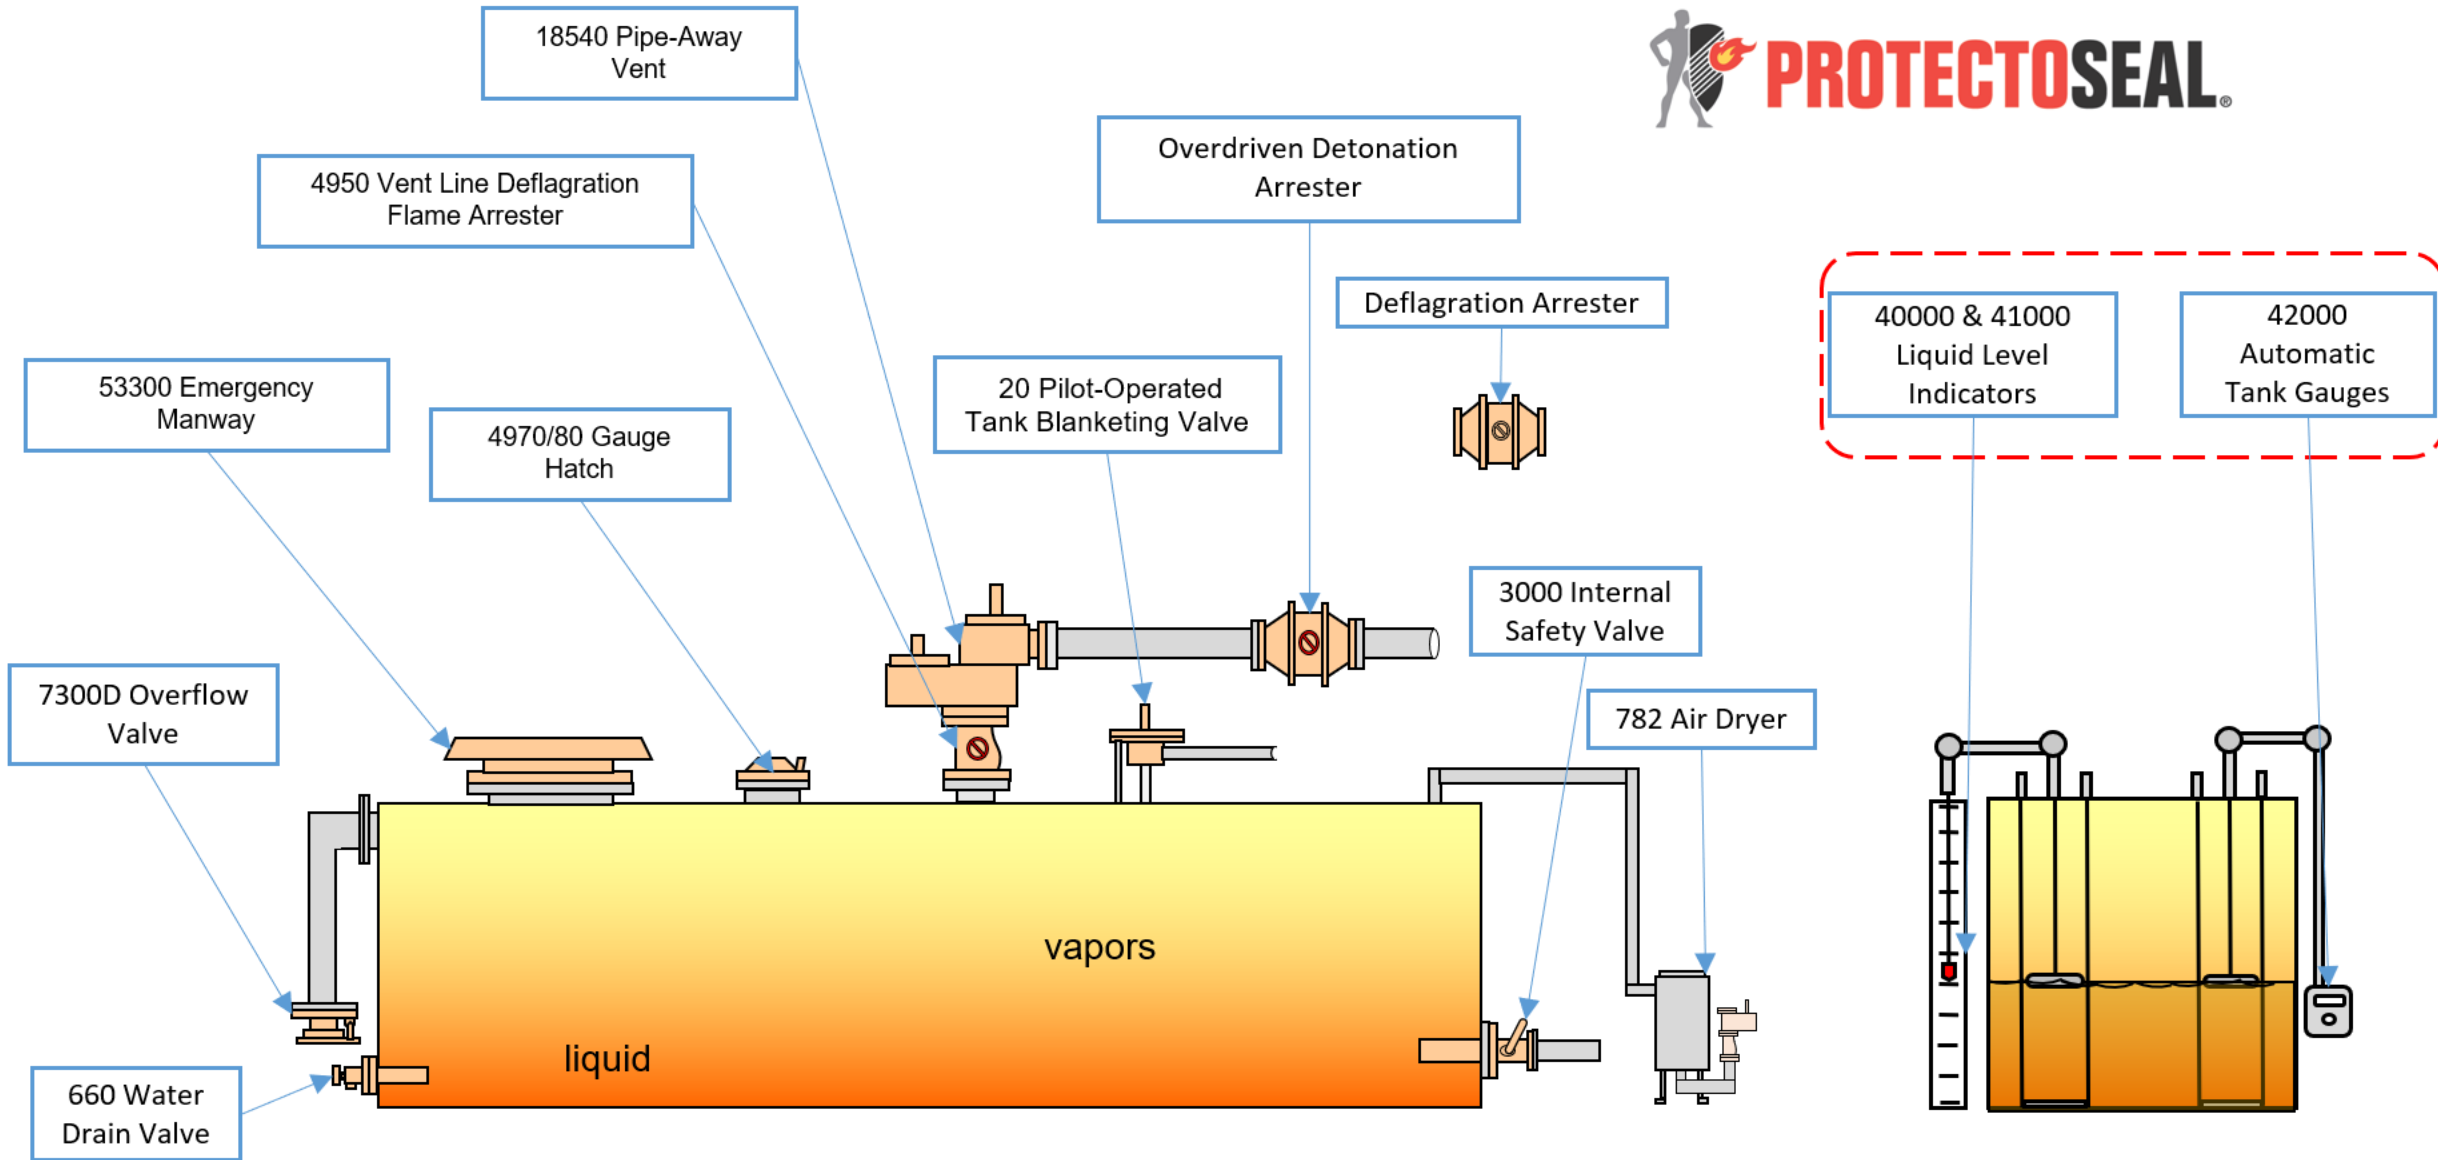 18540 Pipe-Away
Vent
PROTECTOSEAL®
4950 Vent Line Deflagration
Flame Arrester
Overdriven Detonation
Arrester
Deflagration Arrester
40000 & 41000
Liquid Level
Indicators
42000
Automatic
Tank Gauges
53300 Emergency
Manway
4970/80 Gauge
Hatch
20 Pilot-Operated
Tank Blanketing Valve
3000 Internal
Safety Valve
7300D Overflow
Valve
782 Air Dryer
vapors
liquid
660 Water
Drain Valve